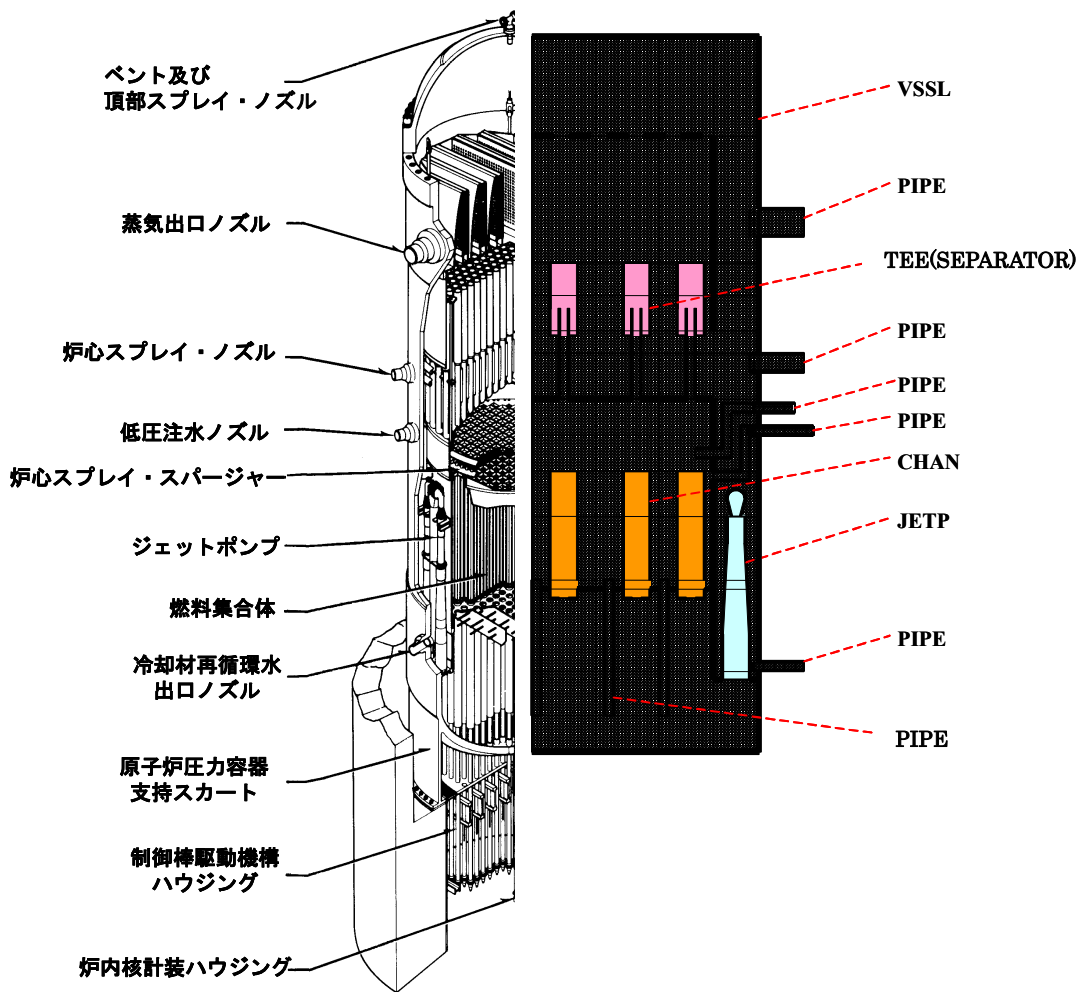 ベント及び
頂部スプレイ・ノズル
蒸気出口ノズル
炉心スプレイ・ノズル
低圧注水ノズル
炉心スプレイ・スパージャー
ジェットポンプ
燃料集合体
冷却材再循環水
出口ノズル
原子炉圧力容器
支持スカート
制御棒駆動機構
ハウジング
炉内核計装ハウジング
VSSL
PIPE
TEE(SEPARATOR)
PIPE
PIPE
PIPE
CHAN
JETP
PIPE
PIPE